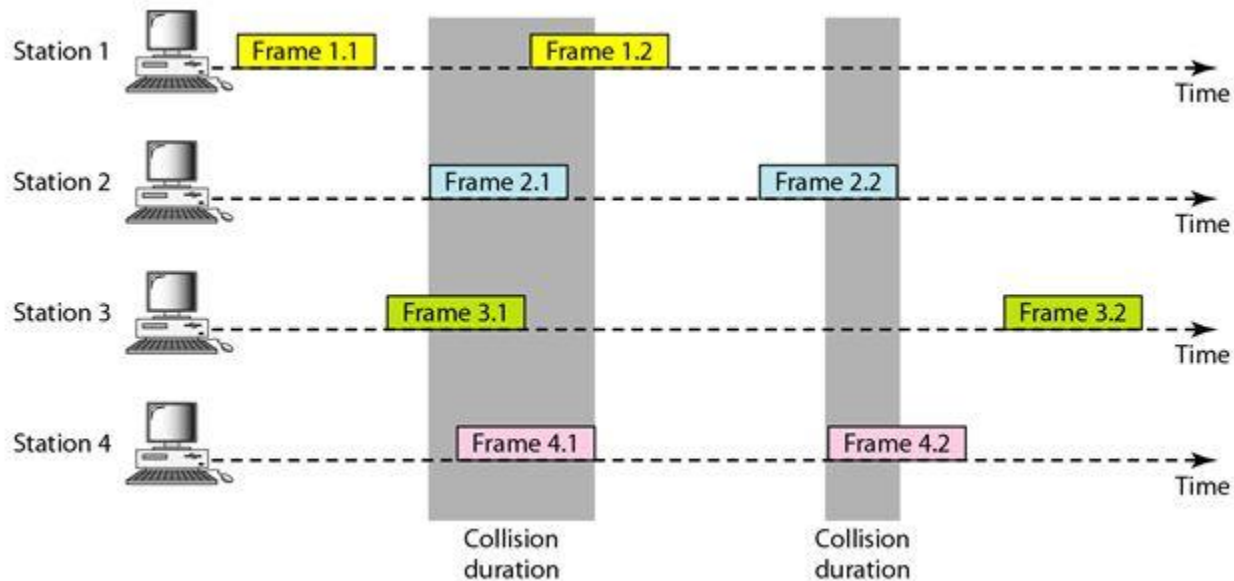 Station 1
Frame 1.1
Frame 1.2
Time
Station 2
Frame 2.1
Frame 2.2
Time
Station 3
Frame 3.1
Frame 3.2
Time
Station 4
Frame 4.1
Frame 4.2
Time
Collision
duration
Collision
duration